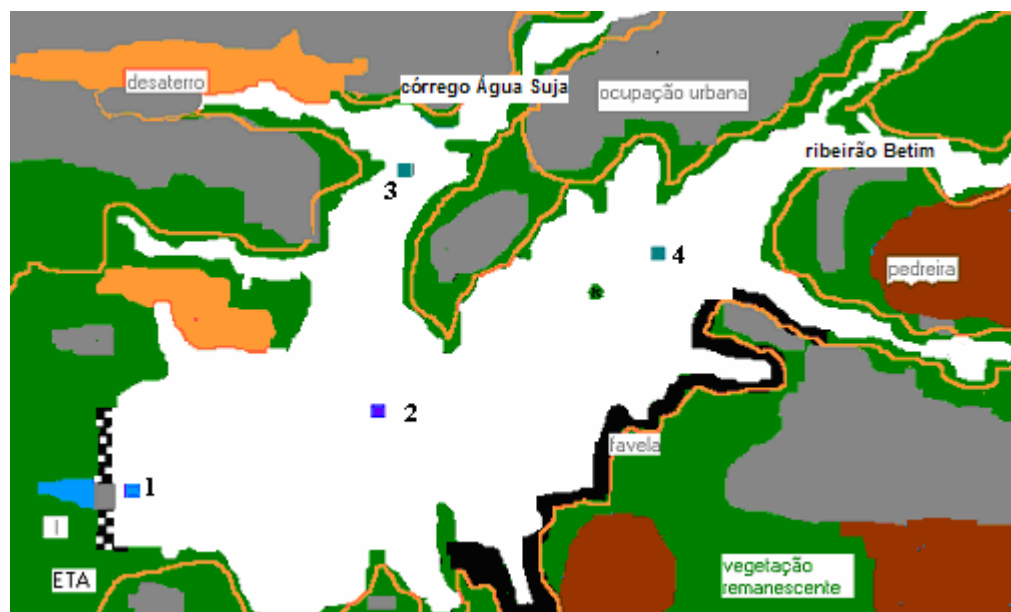 desaterro
córrego Água Suja
ocupação urbana
ribeirão Betim
3
4
pedreira
2
favela
1
I
ETA
vegetação
remanescente